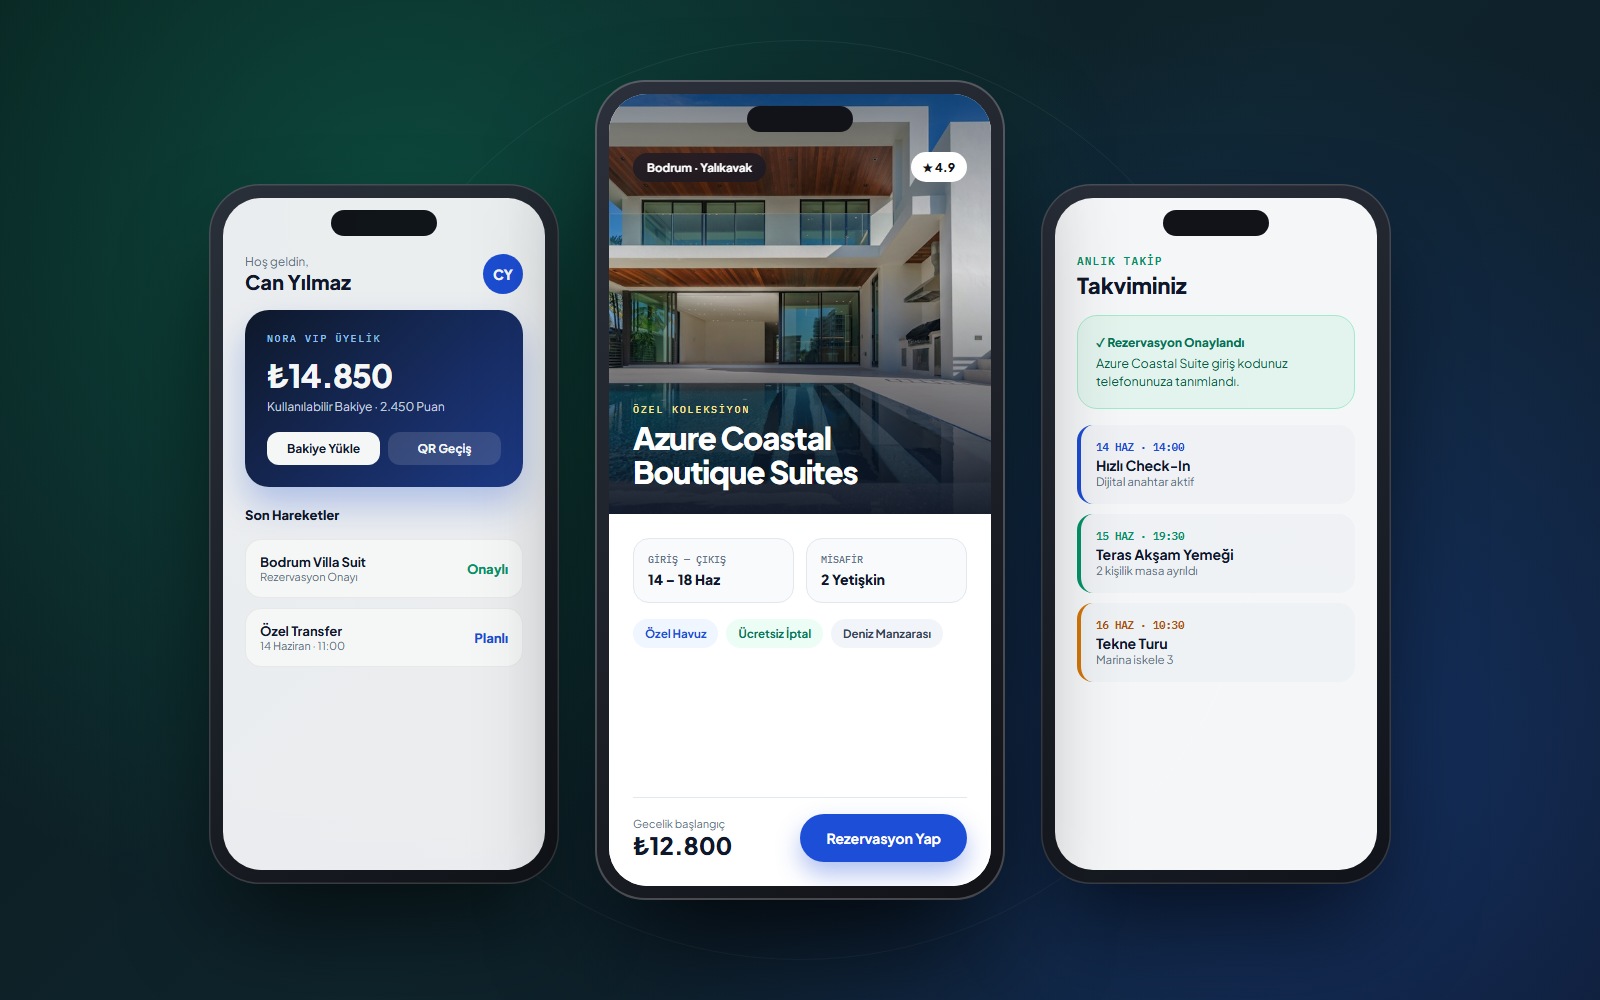 Hoş geldin,
Can Yılmaz
CY
NORA VIP ÜYELİK
₺14.850
Kullanılabilir Bakiye · 2.450 Puan
Bakiye Yükle
QR Geçiş
Son Hareketler
Bodrum Villa Suit
Rezervasyon Onayı
Onaylı
Özel Transfer
14 Haziran · 11:00
Planlı
Bodrum · Yalıkavak
★ 4.9
ÖZEL KOLEKSİYON
Azure Coastal
Boutique Suites
GİRİŞ — ÇIKIŞ
14 – 18 Haz
MİSAFİR
2 Yetişkin
Özel Havuz
Ücretsiz İptal
Deniz Manzarası
Gecelik başlangıç
₺12.800
Rezervasyon Yap
ANLIK TAKİP
Takviminiz
✓ Rezervasyon Onaylandı
Azure Coastal Suite giriş kodunuz
telefonunuza tanımlandı.
14 HAZ · 14:00
Hızlı Check-In
Dijital anahtar aktif
15 HAZ · 19:30
Teras Akşam Yemeği
2 kişilik masa ayrıldı
16 HAZ · 10:30
Tekne Turu
Marina iskele 3